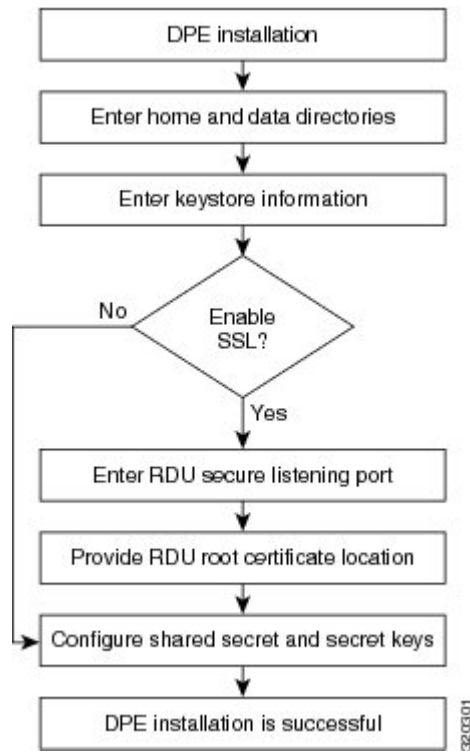 DPE installation
Enter home and data directories
Enter keystore information
No
Enable
SSL?
Yes
Enter RDU secure listening port
Provide RDU root certificate location
Configure shared secret and secret keys
DPE installation is successful
320301